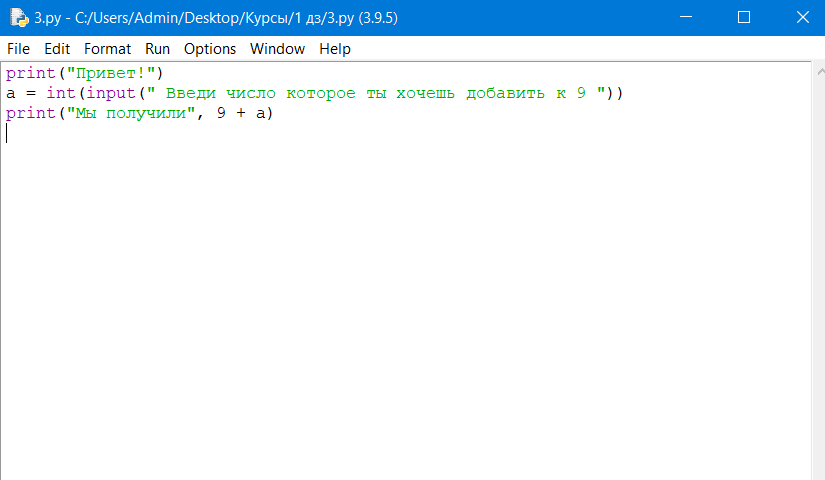 3.py - C:/Users/Admin/Desktop/Курсы/1 дз/3.py (3.9.5)
File Edit Format Run Options Window Help
print("Привет!")
a = int(input(" Введи число которое ты хочешь добавить к 9 "))
print("Мы получили", 9 + a)